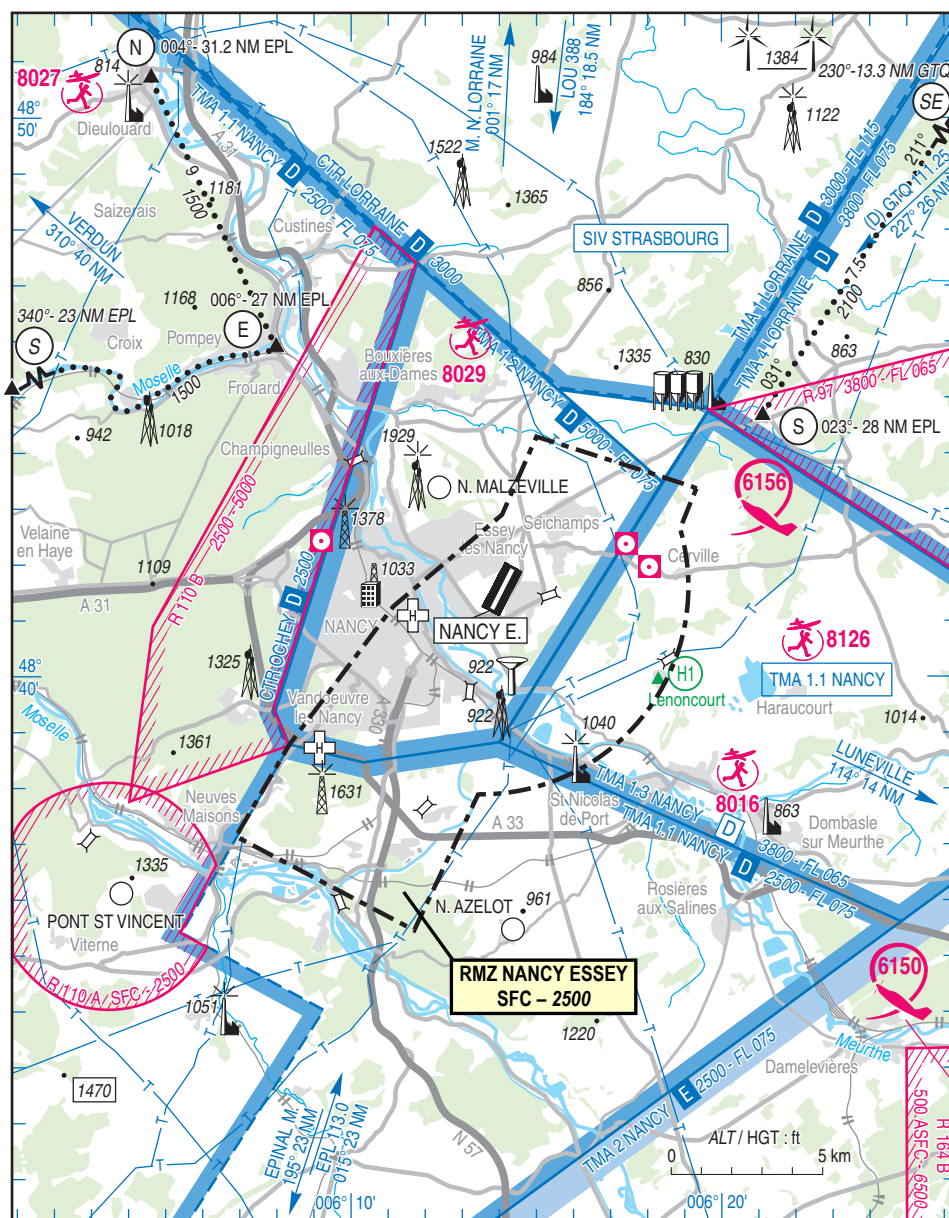 N
004°- 31.2 NM EPL
814
8027
48°
50'
Dieulouard
A 31
TMA 1.1 NANCY D 2500 - FL 075
CTR LORRAINE D 3000
M. N. LORRAINE
001° 17 NM
LOU 388
184° 18.5 NM
984
1384
230°-13.3 NM GTQ
SE
1122
211°
1522
1365
9
1500
1181
Saizerais
Custines
VERDUN
310° 40 NM
SIV STRASBOURG
TMA 1 LORRAINE D 3000 - FL 115
TMA 4 LORRAINE D 3800 - FL 075
(D) GTQ 111.25
227° 26 NM
7.5
2100
031°
856
1168
006°- 27 NM EPL
340°- 23 NM EPL
S
Croix
Pompey
E
Moselle
1500
Frouard
Bouxières
aux-Dames
8029
TMA 1.2 NANCY D 5000 - FL 075
1335
830
863
R 97 3800 - FL 065
S
023°- 28 NM EPL
942
1018
Champigneulles
1929
N. MALZEVILLE
6156
2500 - 5000
R 110 B
1378
Essey
les Nancy
Seichamps
Cerville
Velaine
en Haye
1109
A 31
CTR OCHEY D 2500
1033
NANCY
NANCY E.
8126
1325
48°
40'
922
H1
Lenoncourt
TMA 1.1 NANCY
Haraucourt
Vandoeuvre
les Nancy
A 330
922
1040
1014
Moselle
1361
1631
LUNEVILLE
114° 14 NM
Neuves
Maisons
St Nicolas
de Port
A 33
8016
863
Dombasle
sur Meurthe
TMA 1.3 NANCY D 3800 - FL 065
TMA 1.1 NANCY D 2500 - FL 075
1335
PONT ST VINCENT
Viterne
N. AZELOT
961
Rosières
aux Salines
R 110 A / SFC - 2500
RMZ NANCY ESSEY
SFC – 2500
6150
1051
1220
Meurthe
Damelevières
1470
EPINAL M.
195° 23 NM
EPL 113.0
015° 23 NM
N 57
TMA 2 NANCY E 2500 - FL 075
ALT / HGT : ft
0
5 km
R 164 B
500 ASFC - 6500
006° 10'
006° 20'